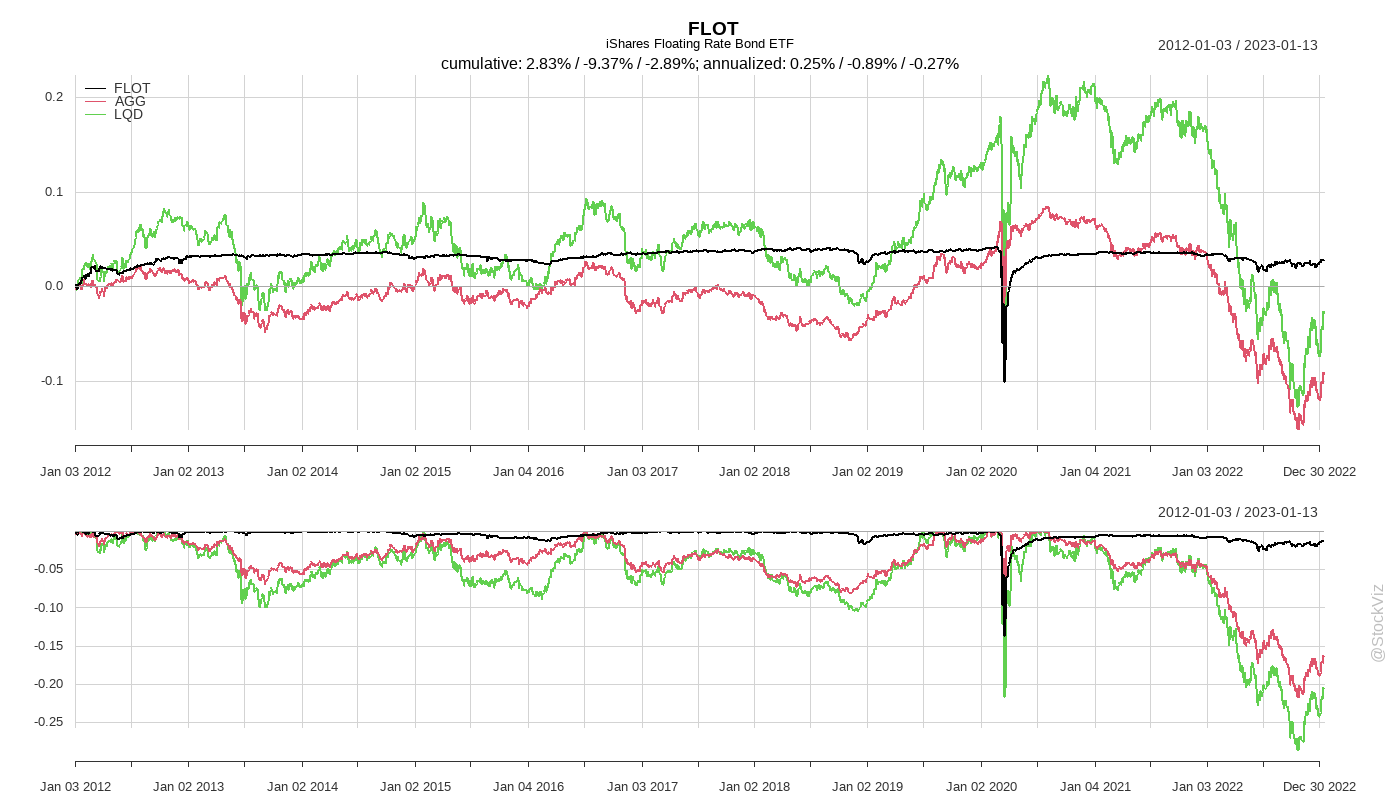 FLOT
iShares Floating Rate Bond ETF
2012-01-03 / 2023-01-13
cumulative: 2.83% / -9.37% / -2.89%; annualized: 0.25% / -0.89% / -0.27%
FLOT
AGG
LQD
0.2
0.1
0.0
-0.1
Jan 03 2012 Jan 02 2013 Jan 02 2014 Jan 02 2015 Jan 04 2016 Jan 03 2017 Jan 02 2018 Jan 02 2019 Jan 02 2020 Jan 04 2021 Jan 03 2022 Dec 30 2022
2012-01-03 / 2023-01-13
-0.05
-0.10
-0.15
-0.20
-0.25
Jan 03 2012 Jan 02 2013 Jan 02 2014 Jan 02 2015 Jan 04 2016 Jan 03 2017 Jan 02 2018 Jan 02 2019 Jan 02 2020 Jan 04 2021 Jan 03 2022 Dec 30 2022
@StockViz